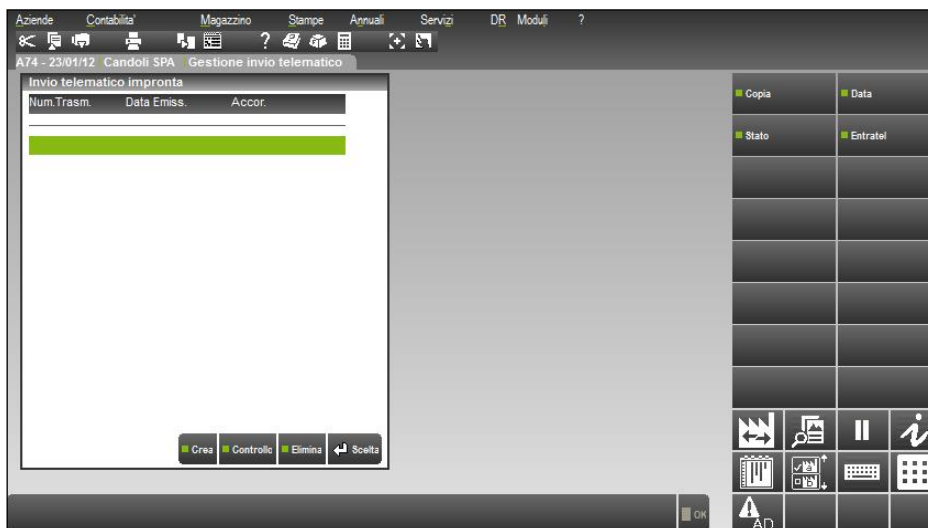 Aziende Contabilita' Magazzino Stampe Annuali Servizi DR Moduli ?
?
A74 - 23/01/12 Candoli SPA Gestione invio telematico
Invio telematico impronta
Num.Trasm. Data Emiss. Accor.
Copia Data
Stato Entratel
Crea Controllo Elimina Scelta
OK
AD